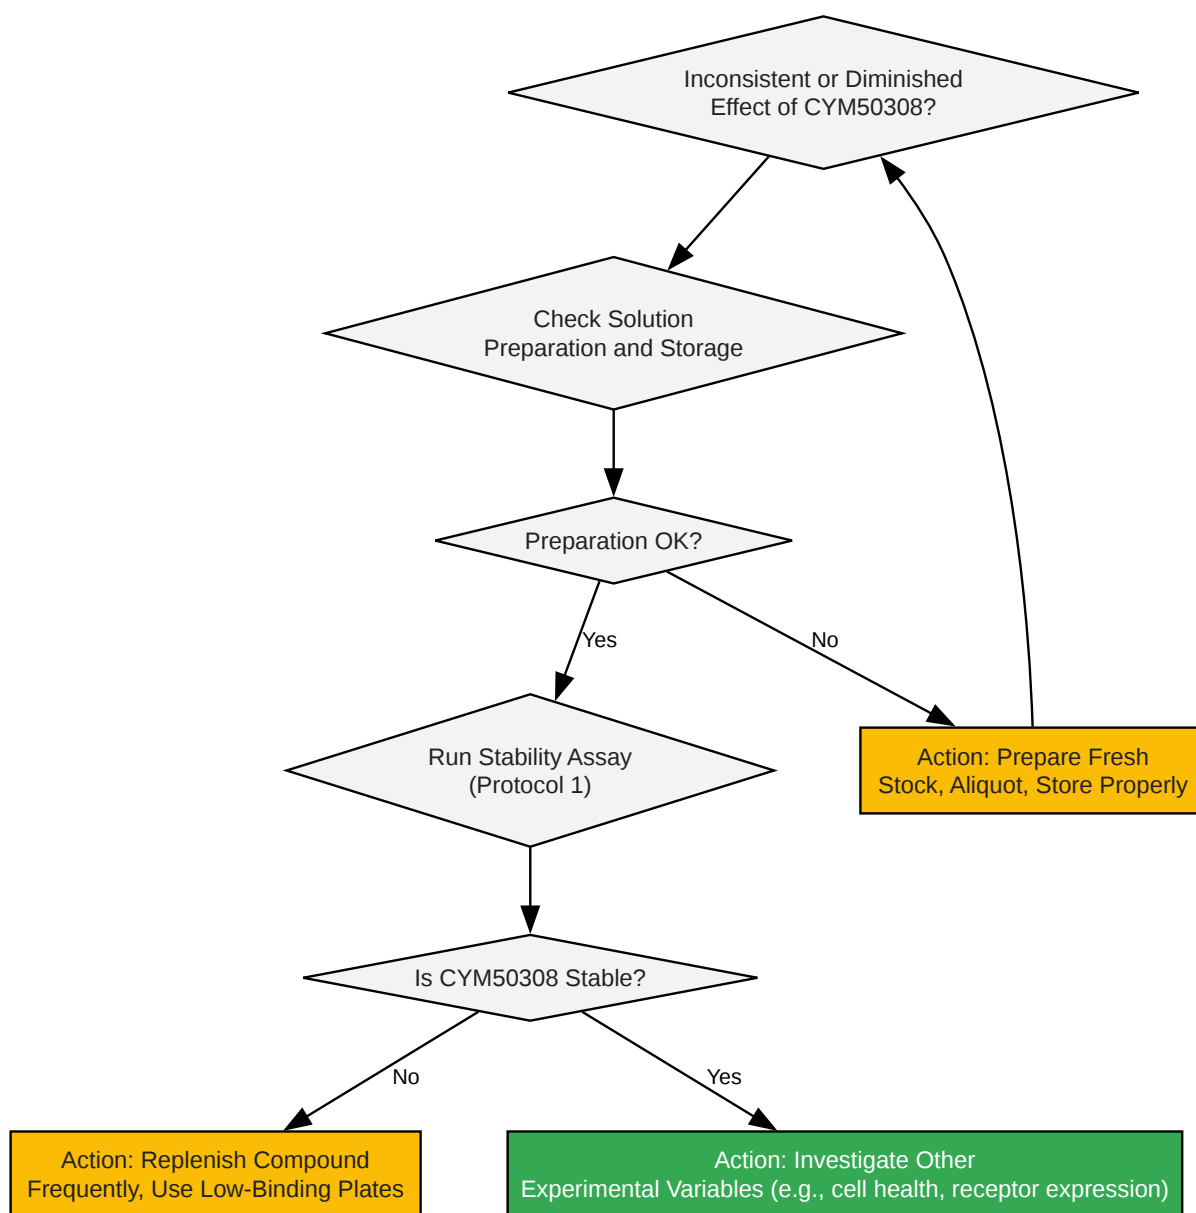 Inconsistent or Diminished
Effect of CYM50308?
Check Solution
Preparation and Storage
Preparation OK?
Yes
No
Run Stability Assay
(Protocol 1)
Action: Prepare Fresh
Stock, Aliquot, Store Properly
Is CYM50308 Stable?
No
Yes
Action: Replenish Compound
Frequently, Use Low-Binding Plates
Action: Investigate Other
Experimental Variables (e.g., cell health, receptor expression)